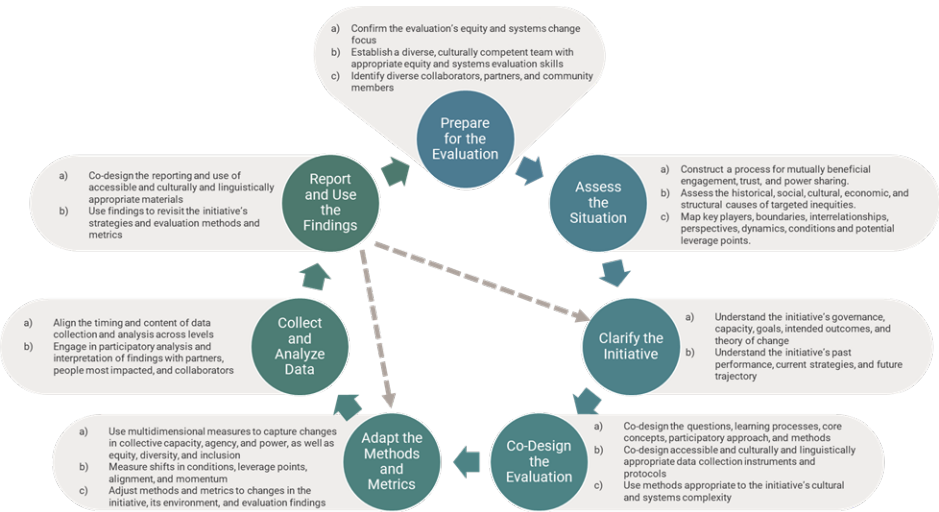 a) Confirm the evaluation's equity and systems change
focus
b) Establish a diverse, culturally competent team with
appropriate equity and systems evaluation skills
c) Identify diverse collaborators, partners, and community
members
Prepare
for the
Evaluation
a) Construct a process for mutually beneficial
engagement, trust, and power sharing.
b) Assess the historical, social, cultural, economic, and
structural causes of targeted inequities.
c) Map key players, boundaries, interrelationships,
perspectives, dynamics, conditions and potential
leverage points.
Assess
the
Situation
a) Understand the initiative's governance,
capacity, goals, intended outcomes, and
theory of change
b) Understand the initiative's past
performance, current strategies, and future
trajectory
Clarify the
Initiative
a) Co-design the questions, learning processes, core
concepts, participatory approach, and methods
b) Co-design accessible and culturally and linguistically
appropriate data collection instruments and
protocols
c) Use methods appropriate to the initiative's cultural
and systems complexity
Co-Design
the
Evaluation
a) Use multidimensional measures to capture changes
in collective capacity, agency, and power, as well as
equity, diversity, and inclusion
b) Measure shifts in conditions, leverage points,
alignment, and momentum
c) Adjust methods and metrics to changes in the
initiative, its environment, and evaluation findings
Adapt the
Methods
and
Metrics
a) Align the timing and content of data
collection and analysis across levels
b) Engage in participatory analysis and
interpretation of findings with partners,
people most impacted, and collaborators
Collect
and
Analyze
Data
a) Co-design the reporting and use of
accessible and culturally and linguistically
appropriate materials
b) Use findings to revisit the initiative's
strategies and evaluation methods and
metrics
Report
and Use
the
Findings